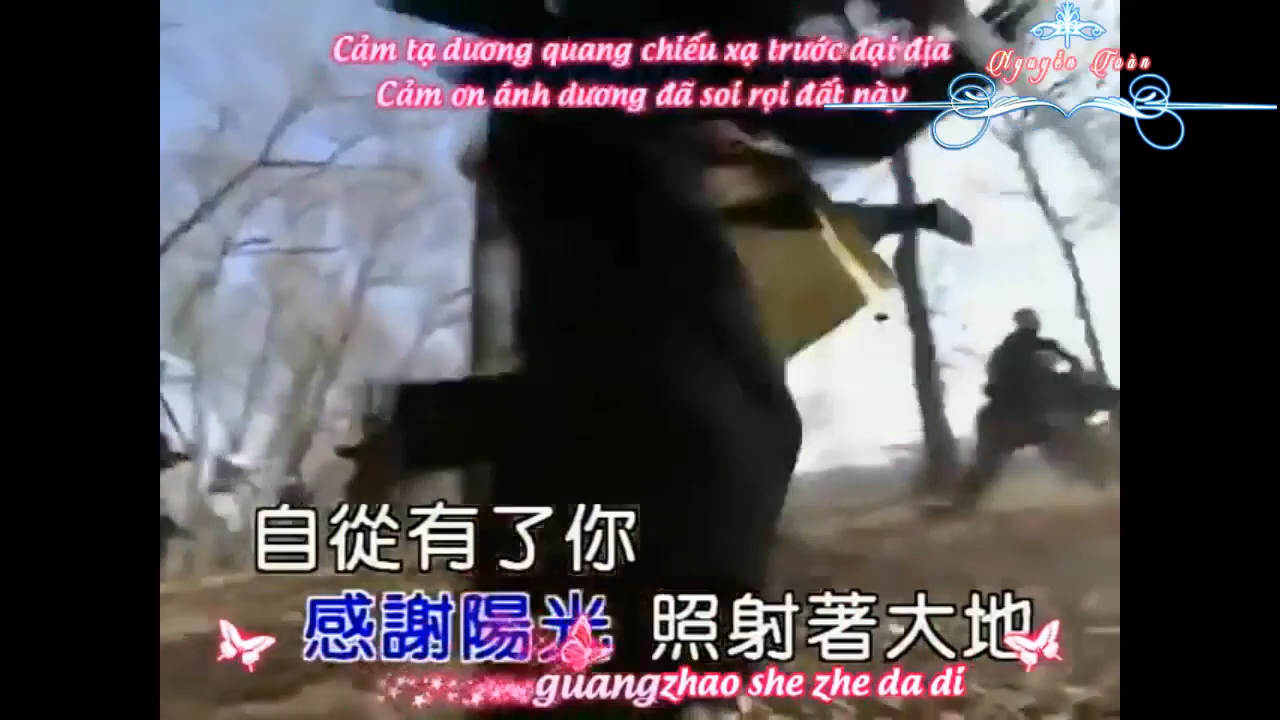 Cảm tạ dương quang chiếu xạ trước đại địa
Nguyễn Toàn
Cảm ơn ánh dương đã soi rọi đất này
自從有了你
感謝陽光 照射著大地
guangzhao she zhe da di